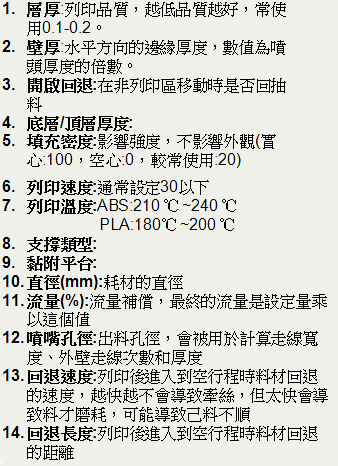 1. 層厚:列印品質，越低品質越好，常使
用0.1-0.2。
2. 壁厚:水平方向的邊緣厚度，數值為噴
頭厚度的倍數。
3. 開啟回退:在非列印區移動時是否回抽
料
4. 底層/頂層厚度:
5. 填充密度:影響強度，不影響外觀(實
心:100，空心:0，較常使用:20)
6. 列印速度:通常設定30以下
7. 列印溫度:ABS:210 ℃ ~240 ℃
PLA:180℃ ~200 ℃
8. 支撐類型:
9. 黏附平台:
10. 直徑(mm):耗材的直徑
11. 流量(%):流量補償，最終的流量是設定量乘
以這個值
12. 噴嘴孔徑:出料孔徑，會被用於計算走線寬
度、外壁走線次數和厚度
13. 回退速度:列印後進入到空行程時料材回退
的速度，越快越不會導致牽絲，但太快會導
致料才磨耗，可能導致己料不順
14. 回退長度:列印後進入到空行程時料材回退
的距離